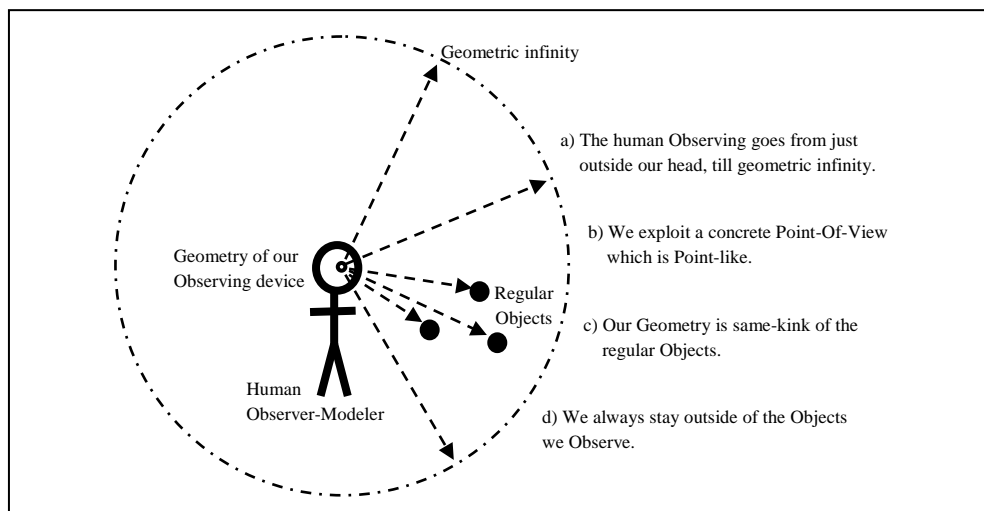 Geometric infinity
a) The human Observing goes from just
outside our head, till geometric infinity.
b) We exploit a concrete Point-Of-View
which is Point-like.
Geometry of our
Observing device
Regular
Objects
c) Our Geometry is same-kink of the
regular Objects.
Human
Observer-Modeler
d) We always stay outside of the Objects
we Observe.